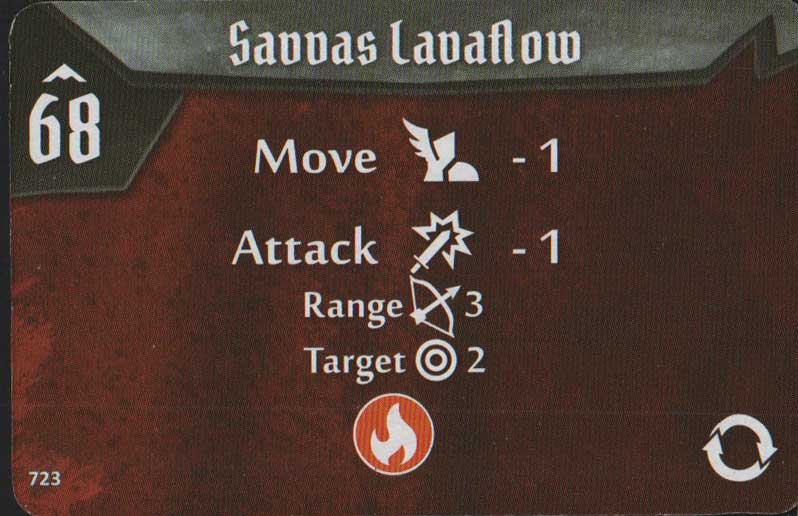 Savvas Lavaflow
68
Move - 1
Attack - 1
Range 3
Target 2
723